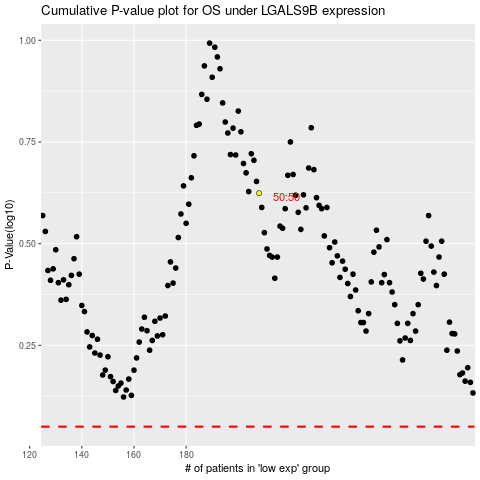 Cumulative P-value plot for OS under LGALS9B expression
P-Value(log10)
1.00
0.75
0.50
0.25
50:50
120 140 160 180
# of patients in 'low exp' group